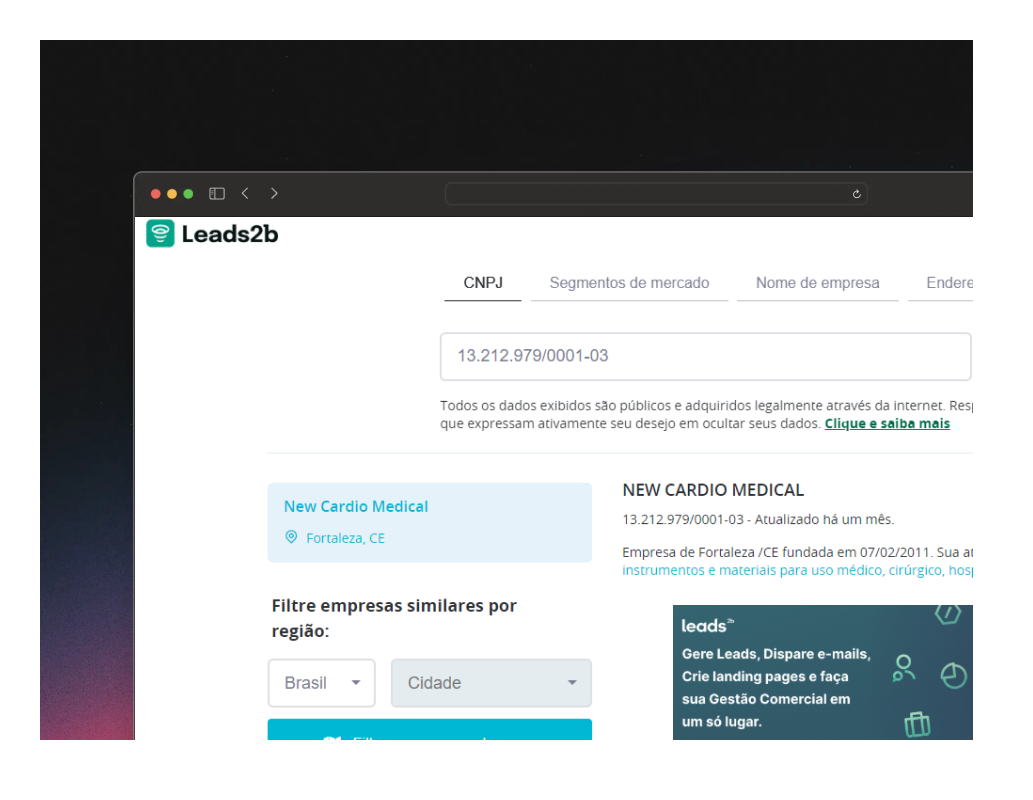 Leads2b
CNPJ Segmentos de mercado Nome de empresa Endere
13.212.979/0001-03
Todos os dados exibidos são públicos e adquiridos legalmente através da internet. Resp
que expressam ativamente seu desejo em ocultar seus dados. Clique e saiba mais
New Cardio Medical
Fortaleza, CE
NEW CARDIO MEDICAL
13.212.979/0001-03 - Atualizado há um mês.
Empresa de Fortaleza /CE fundada em 07/02/2011. Sua at
instrumentos e materiais para uso médico, cirúrgico, hosp
Filtre empresas similares por
região:
Brasil Cidade
leads2b
Gere Leads, Dispare e-mails,
Crie landing pages e faça
sua Gestão Comercial em
um só lugar.